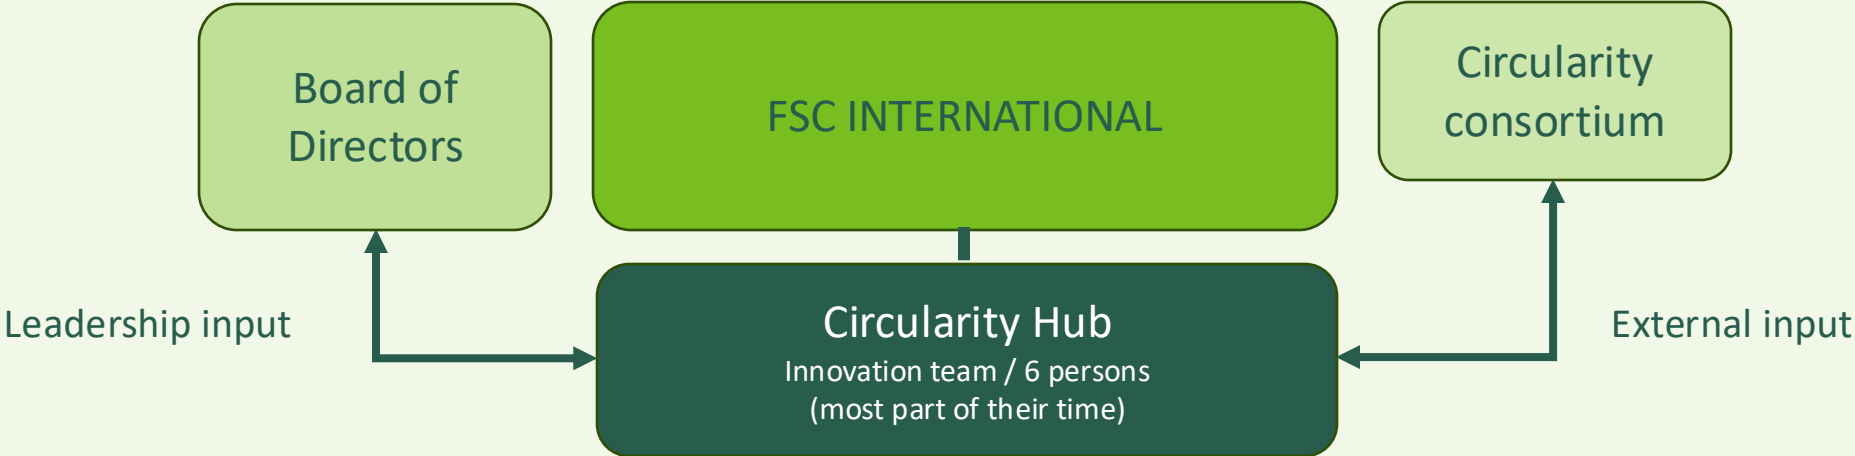 Board of
Directors
FSC INTERNATIONAL
Circularity
consortium
Leadership input
Circularity Hub
Innovation team / 6 persons
(most part of their time)
External input